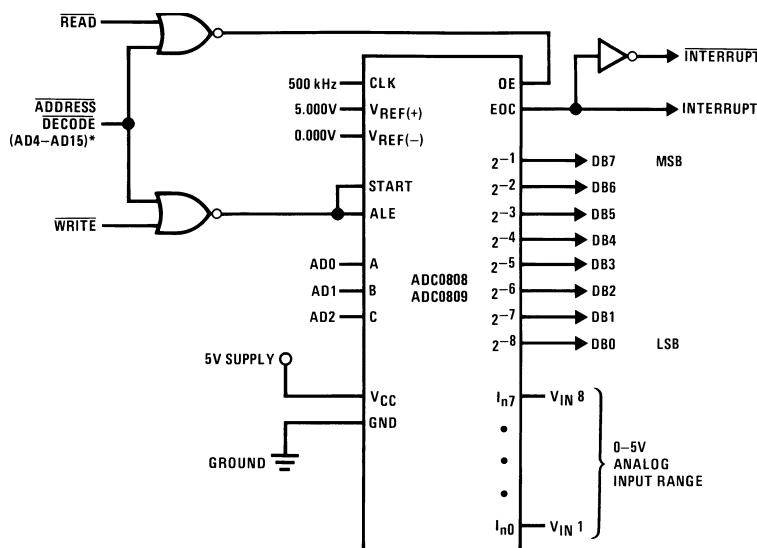 READ
ADDRESS
DECODE
(AD4–AD15)*
WRITE
500 kHz
CLK
5.000V
VREF(+)
0.000V
VREF(−)
START
ALE
AD0
A
AD1
B
AD2
C
5V SUPPLY
VCC
GND
GROUND
ADC0808
ADC0809
OE
EOC
INTERRUPT
INTERRUPT
2−1
DB7
MSB
2−2
DB6
2−3
DB5
2−4
DB4
2−5
DB3
2−6
DB2
2−7
DB1
2−8
DB0
LSB
In7
VIN 8
0–5V
ANALOG
INPUT RANGE
In0
VIN 1